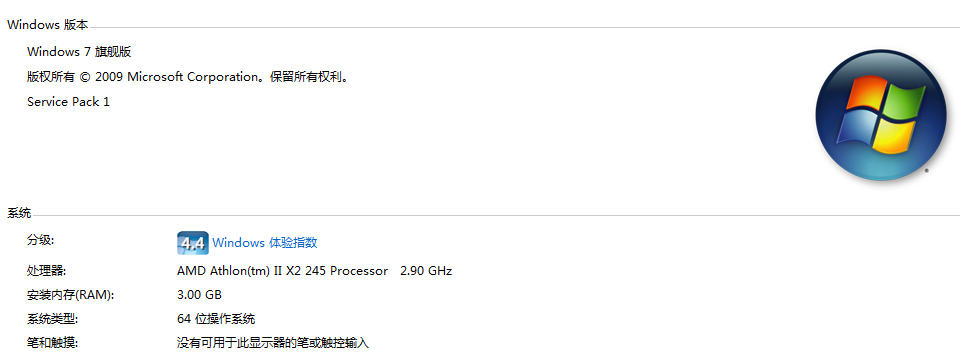 Windows 版本
Windows 7 旗舰版
版权所有 © 2009 Microsoft Corporation。保留所有权利。
Service Pack 1
系统
分级: 4.4 Windows 体验指数
处理器: AMD Athlon(tm) II X2 245 Processor 2.90 GHz
安装内存(RAM): 3.00 GB
系统类型: 64 位操作系统
笔和触摸: 没有可用于此显示器的笔或触控输入